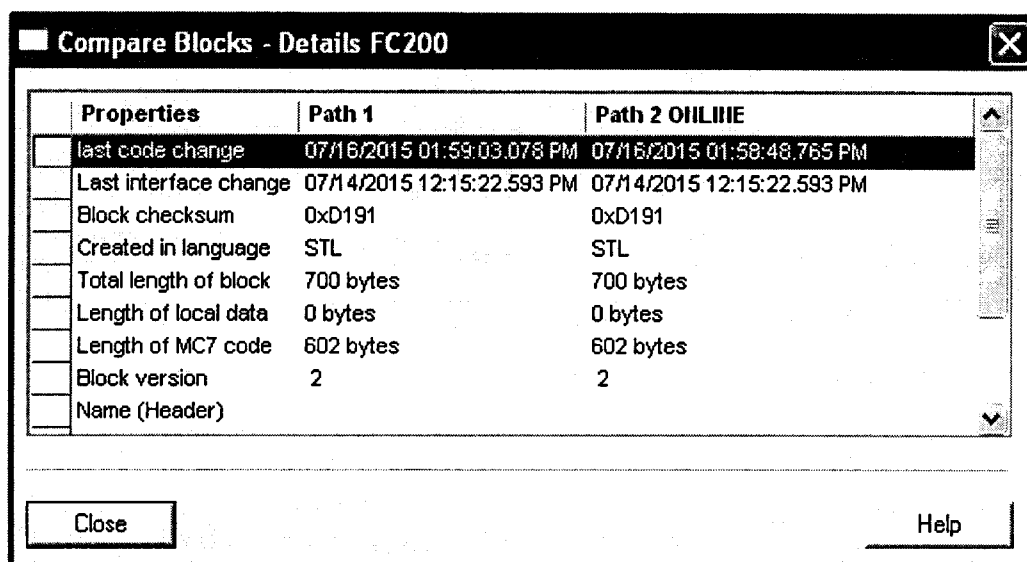 Compare Blocks - Details FC200
Properties Path 1 Path 2 ONLINE
last code change 07/16/2015 01:59:03.078 PM 07/16/2015 01:58:48.765 PM
Last interface change 07/14/2015 12:15:22.593 PM 07/14/2015 12:15:22.593 PM
Block checksum 0xD191 0xD191
Created in language STL STL
Total length of block 700 bytes 700 bytes
Length of local data 0 bytes 0 bytes
Length of MC7 code 602 bytes 602 bytes
Block version 2 2
Name (Header)
Close Help